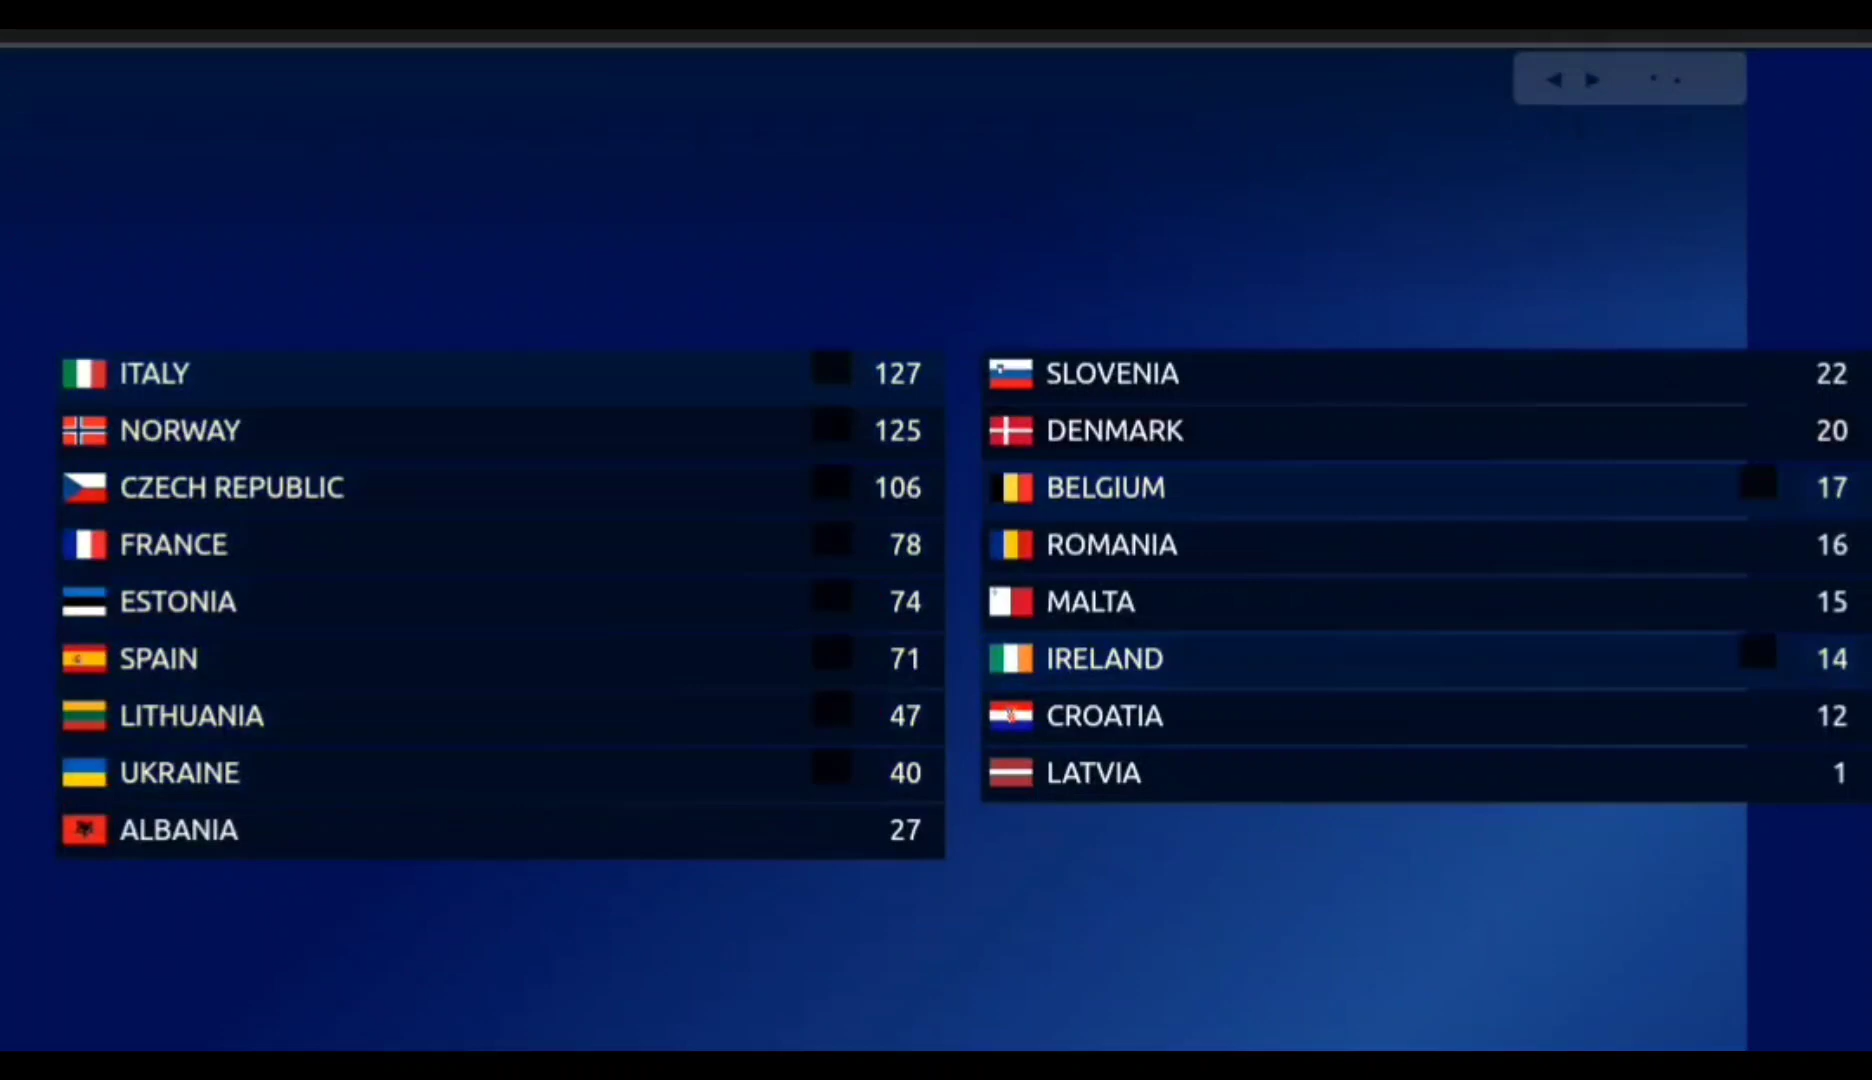 ITALY 127
NORWAY 125
CZECH REPUBLIC 106
FRANCE 78
ESTONIA 74
SPAIN 71
LITHUANIA 47
UKRAINE 40
ALBANIA 27
SLOVENIA 22
DENMARK 20
BELGIUM 17
ROMANIA 16
MALTA 15
IRELAND 14
CROATIA 12
LATVIA 1